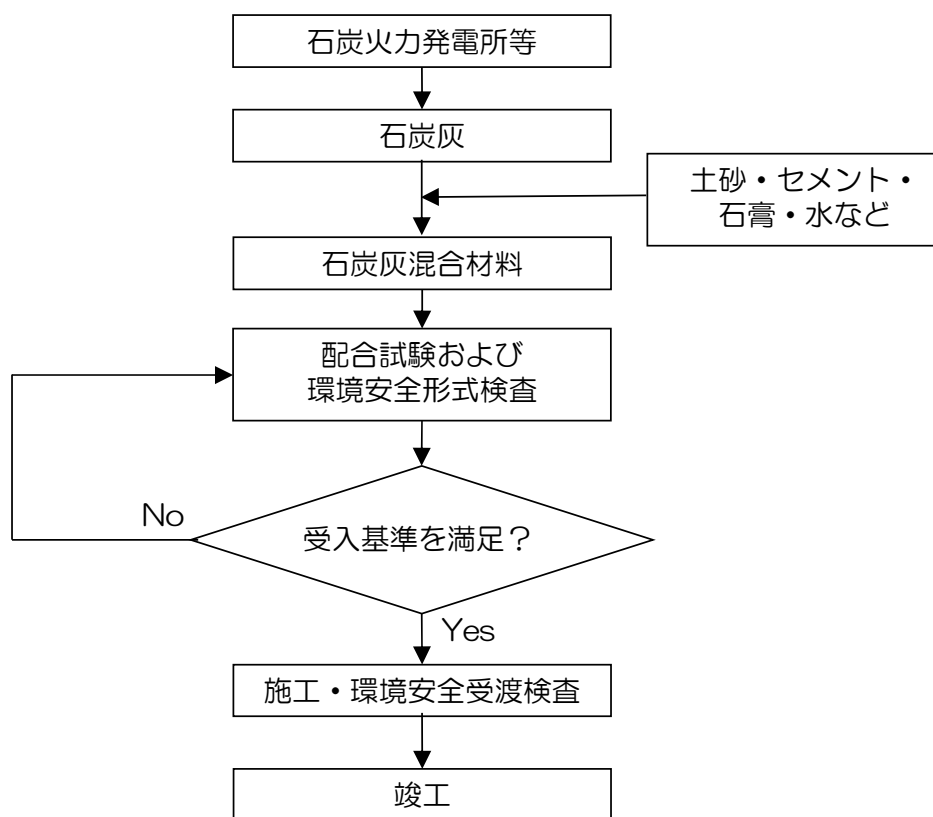 石炭火力発電所等
石炭灰
土砂・セメント・
石膏・水など
石炭灰混合材料
配合試験および
環境安全形式検査
No
受入基準を満足？
Yes
施工・環境安全受渡検査
竣工